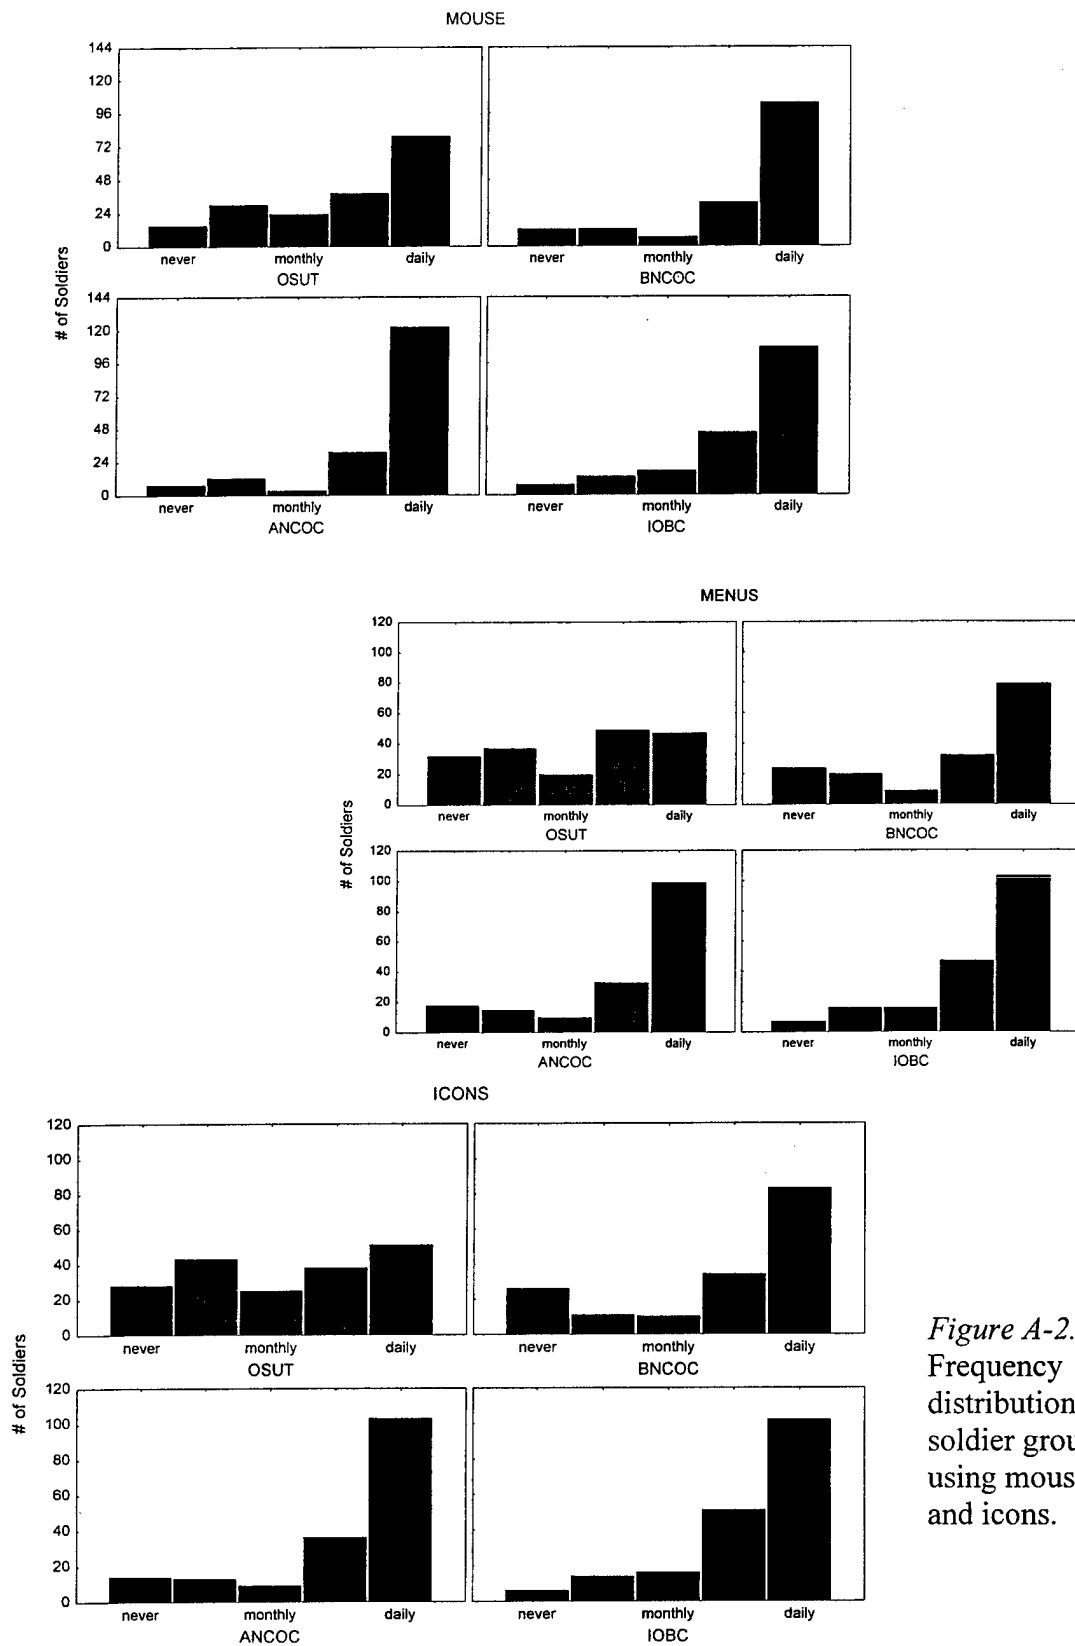 MOUSE
144
120
96
72
48
24
0
never monthly daily
OSUT
never monthly daily
BNCOC
# of Soldiers
144
120
96
72
48
24
0
never monthly daily
ANCOC
never monthly daily
IOBC
MENUS
120
100
80
60
40
20
0
never monthly daily
OSUT
never monthly daily
BNCOC
# of Soldiers
120
100
80
60
40
20
0
never monthly daily
ANCOC
never monthly daily
IOBC
ICONS
120
100
80
60
40
20
0
never monthly daily
OSUT
never monthly daily
BNCOC
# of Soldiers
120
100
80
60
40
20
0
never monthly daily
ANCOC
never monthly daily
IOBC
Figure A-2.
Frequency
distribution
soldier grou
using mous
and icons.